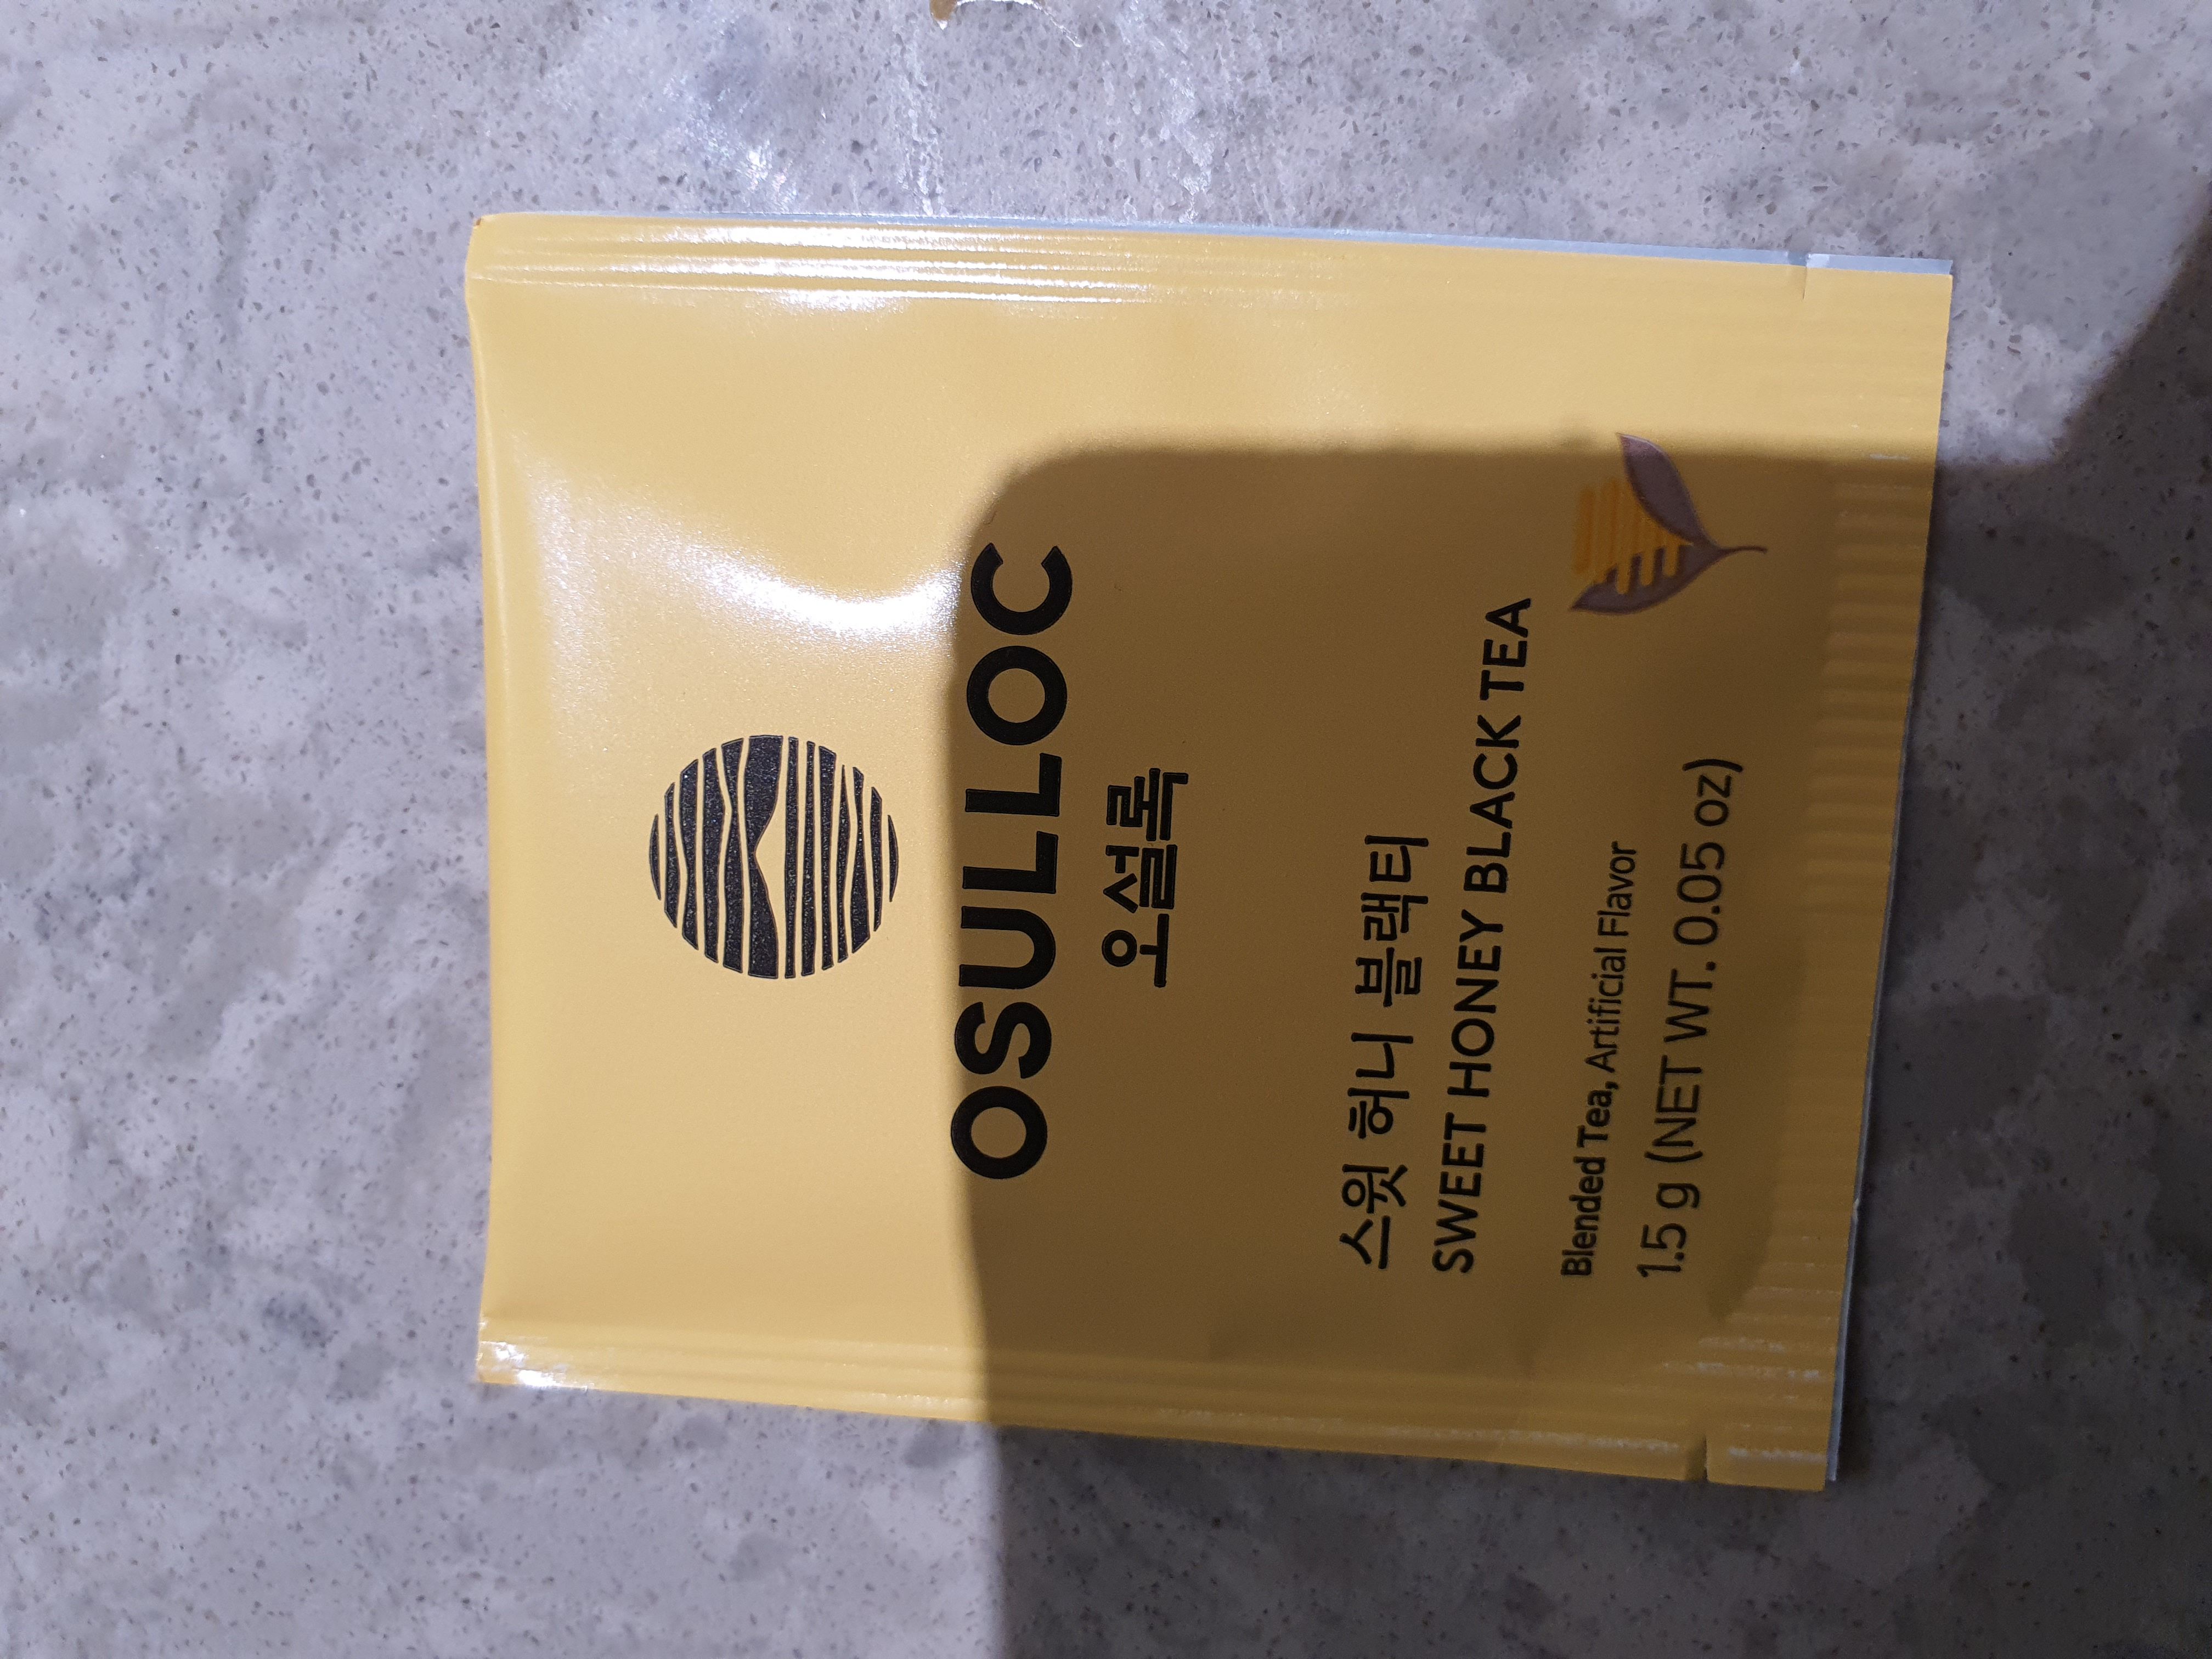 OSULLOC
오설록
스윗 허니 블랙티
SWEET HONEY BLACK TEA
Blended Tea, Artificial Flavor
1.5 g (NET WT. 0.05 oz)